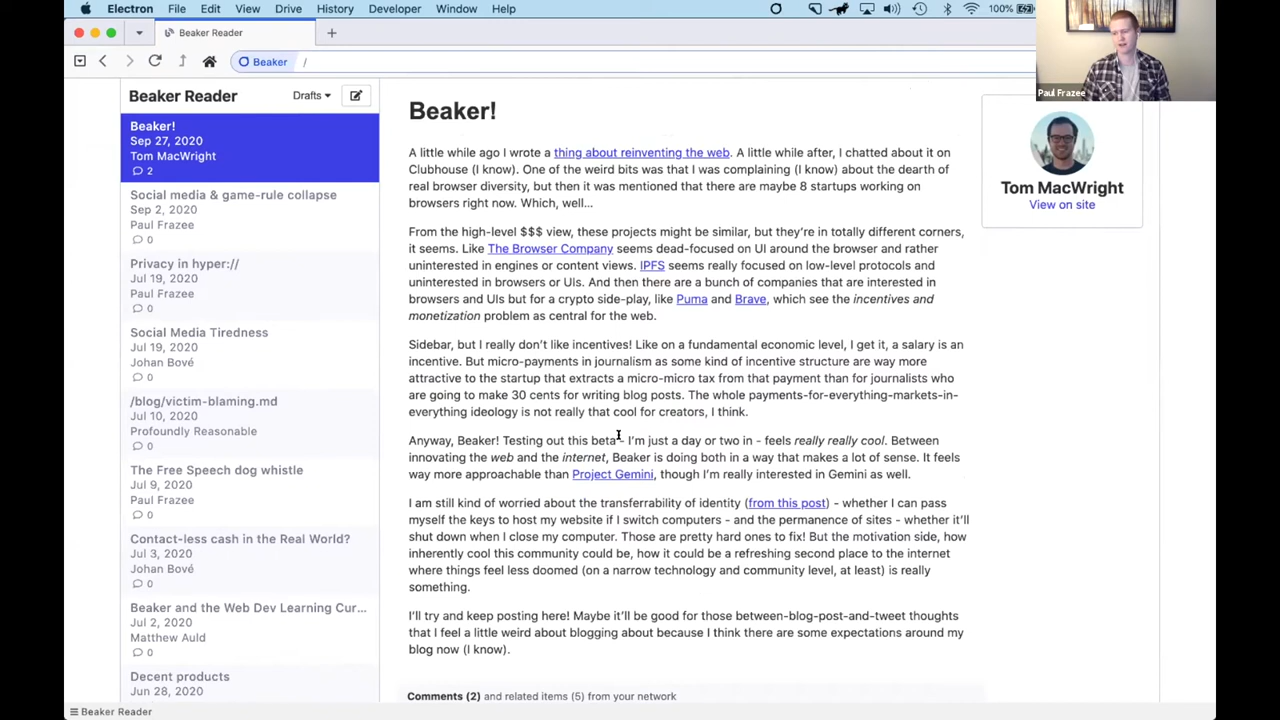 Electron File Edit View Drive History Developer Window Help 100%
Beaker Reader
Beaker /
Paul Frazee
Beaker Reader Drafts
Beaker!
Sep 27, 2020
Tom MacWright
2
Social media & game-rule collapse
Sep 2, 2020
Paul Frazee
0
Privacy in hyper://
Jul 19, 2020
Paul Frazee
0
Social Media Tiredness
Jul 19, 2020
Johan Bové
0
/blog/victim-blaming.md
Jul 10, 2020
Profoundly Reasonable
0
The Free Speech dog whistle
Jul 9, 2020
Paul Frazee
0
Contact-less cash in the Real World?
Jul 3, 2020
Johan Bové
0
Beaker and the Web Dev Learning Cur...
Jul 2, 2020
Matthew Auld
0
Decent products
Jun 28, 2020
Beaker!
A little while ago I wrote a thing about reinventing the web. A little while after, I chatted about it on
Clubhouse (I know). One of the weird bits was that I was complaining (I know) about the dearth of
real browser diversity, but then it was mentioned that there are maybe 8 startups working on
browsers right now. Which, well...
From the high-level $$$ view, these projects might be similar, but they're in totally different corners,
it seems. Like The Browser Company seems dead-focused on UI around the browser and rather
uninterested in engines or content views. IPFS seems really focused on low-level protocols and
uninterested in browsers or UIs. And then there are a bunch of companies that are interested in
browsers and UIs but for a crypto side-play, like Puma and Brave, which see the incentives and
monetization problem as central for the web.
Sidebar, but I really don't like incentives! Like on a fundamental economic level, I get it, a salary is an
incentive. But micro-payments in journalism as some kind of incentive structure are way more
attractive to the startup that extracts a micro-micro tax from that payment than for journalists who
are going to make 30 cents for writing blog posts. The whole payments-for-everything-markets-in-
everything ideology is not really that cool for creators, I think.
Anyway, Beaker! Testing out this beta - I'm just a day or two in - feels really really cool. Between
innovating the web and the internet, Beaker is doing both in a way that makes a lot of sense. It feels
way more approachable than Project Gemini, though I'm really interested in Gemini as well.
I am still kind of worried about the transferrability of identity (from this post) - whether I can pass
myself the keys to host my website if I switch computers - and the permanence of sites - whether it'll
shut down when I close my computer. Those are pretty hard ones to fix! But the motivation side, how
inherently cool this community could be, how it could be a refreshing second place to the internet
where things feel less doomed (on a narrow technology and community level, at least) is really
something.
I'll try and keep posting here! Maybe it'll be good for those between-blog-post-and-tweet thoughts
that I feel a little weird about blogging about because I think there are some expectations around my
blog now (I know).
Comments (2) and related items (5) from your network
Tom MacWright
View on site
Beaker Reader